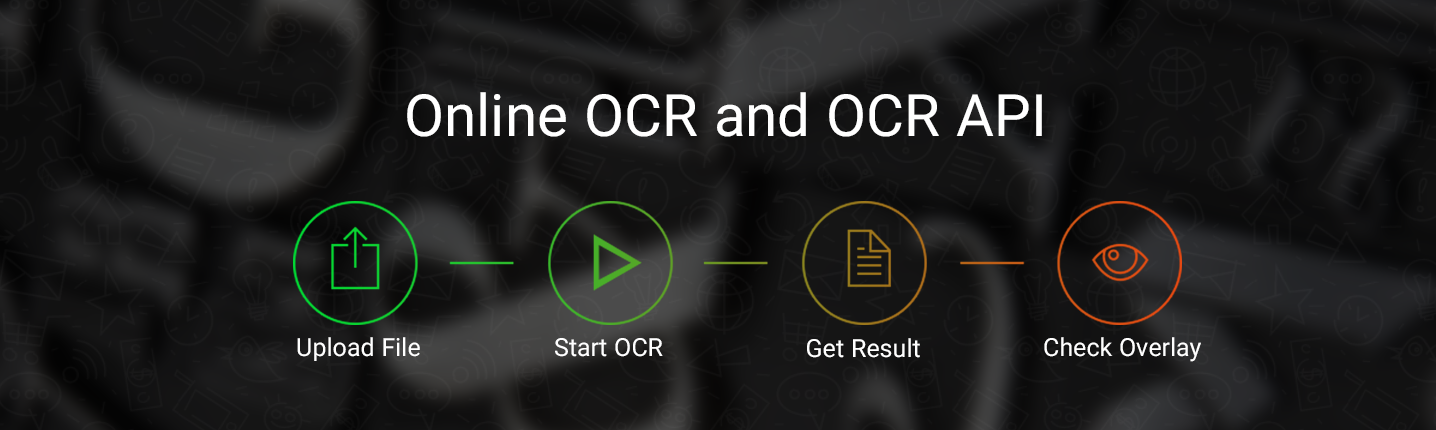 Online OCR and OCR API
Upload File
Start OCR
Get Result
Check Overlay